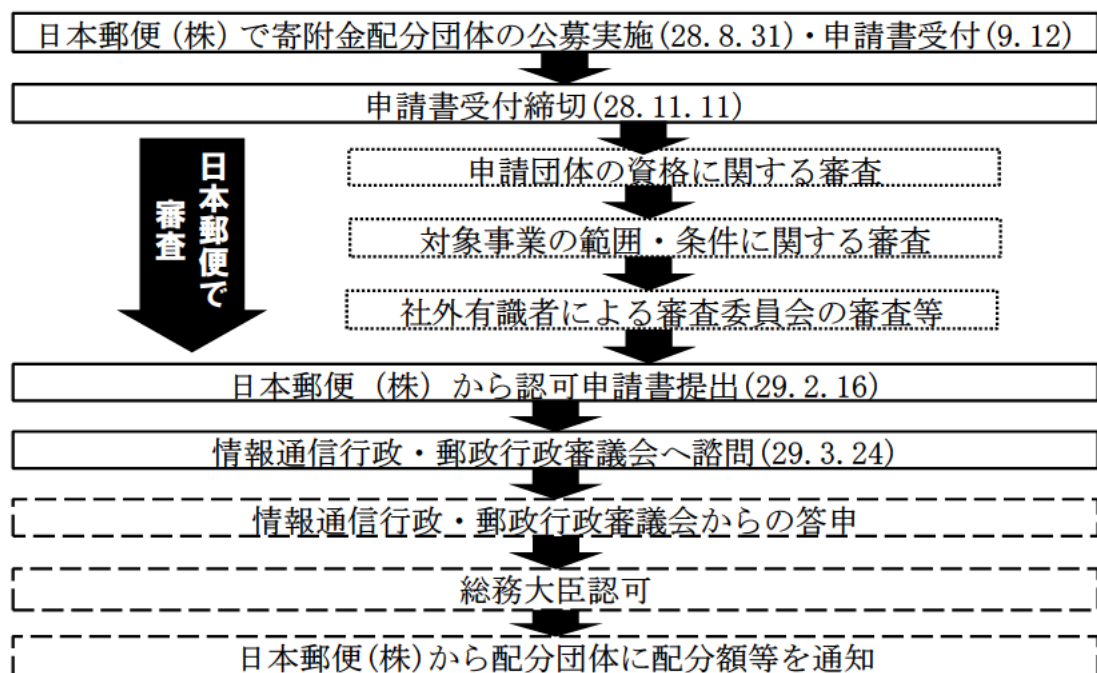 日本郵便(株)で寄附金配分団体の公募実施(28.8.31)・申請書受付(9.12)
申請書受付締切(28.11.11)
日本郵便で
審査
申請団体の資格に関する審査
対象事業の範囲・条件に関する審査
社外有識者による審査委員会の審査等
日本郵便（株）から認可申請書提出(29.2.16)
情報通信行政・郵政行政審議会へ諮問(29.3.24)
情報通信行政・郵政行政審議会からの答申
総務大臣認可
日本郵便(株)から配分団体に配分額等を通知